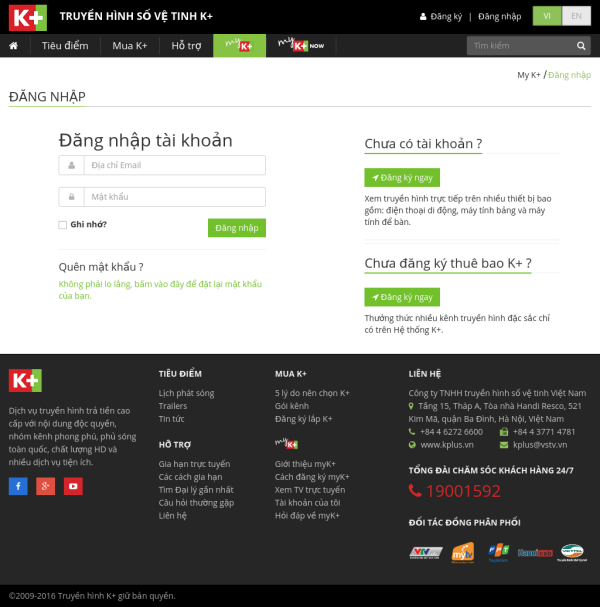 K+ TRUYỀN HÌNH SỐ VỆ TINH K+
Đăng ký | Đăng nhập VI EN
Tiêu điểm Mua K+ Hỗ trợ my K+ my K+ NOW Tìm kiếm
My K+ / Đăng nhập
ĐĂNG NHẬP
Đăng nhập tài khoản
Địa chỉ Email
Mật khẩu
Ghi nhớ? Đăng nhập
Quên mật khẩu ?
Không phải lo lắng, bấm vào đây để đặt lại mật khẩu
của bạn.
Chưa có tài khoản ?
Đăng ký ngay
Xem truyền hình trực tiếp trên nhiều thiết bị bao
gồm: điện thoại di động, máy tính bảng và máy
tính để bàn.
Chưa đăng ký thuê bao K+ ?
Đăng ký ngay
Thưởng thức nhiều kênh truyền hình đặc sắc chỉ
có trên Hệ thống K+.
K+
Dịch vụ truyền hình trả tiền cao
cấp với nội dung độc quyền,
nhóm kênh phong phú, phủ sóng
toàn quốc, chất lượng HD và
nhiều dịch vụ tiện ích.
TIÊU ĐIỂM
Lịch phát sóng
Trailers
Tin tức
HỖ TRỢ
Gia hạn trực tuyến
Các cách gia hạn
Tìm Đại lý gần nhất
Câu hỏi thường gặp
Liên hệ
MUA K+
5 lý do nên chọn K+
Gói kênh
Đăng ký lắp K+
my K+
Giới thiệu myK+
Cách đăng ký myK+
Xem TV trực tuyến
Tài khoản của tôi
Hỏi đáp về myK+
LIÊN HỆ
Công ty TNHH truyền hình số vệ tinh Việt Nam
Tầng 15, Tháp A, Tòa nhà Handi Resco, 521
Kim Mã, quận Ba Đình, Hà Nội, Việt Nam
+84 4 6272 6600 +84 4 3771 4781
www.kplus.vn kplus@vstv.vn
TỔNG ĐÀI CHĂM SÓC KHÁCH HÀNG 24/7
19001592
ĐỐI TÁC ĐỒNG PHÂN PHỐI
VTVcab mytv FPT Hanoi VIETTEL
©2009-2016 Truyền hình K+ giữ bản quyền.